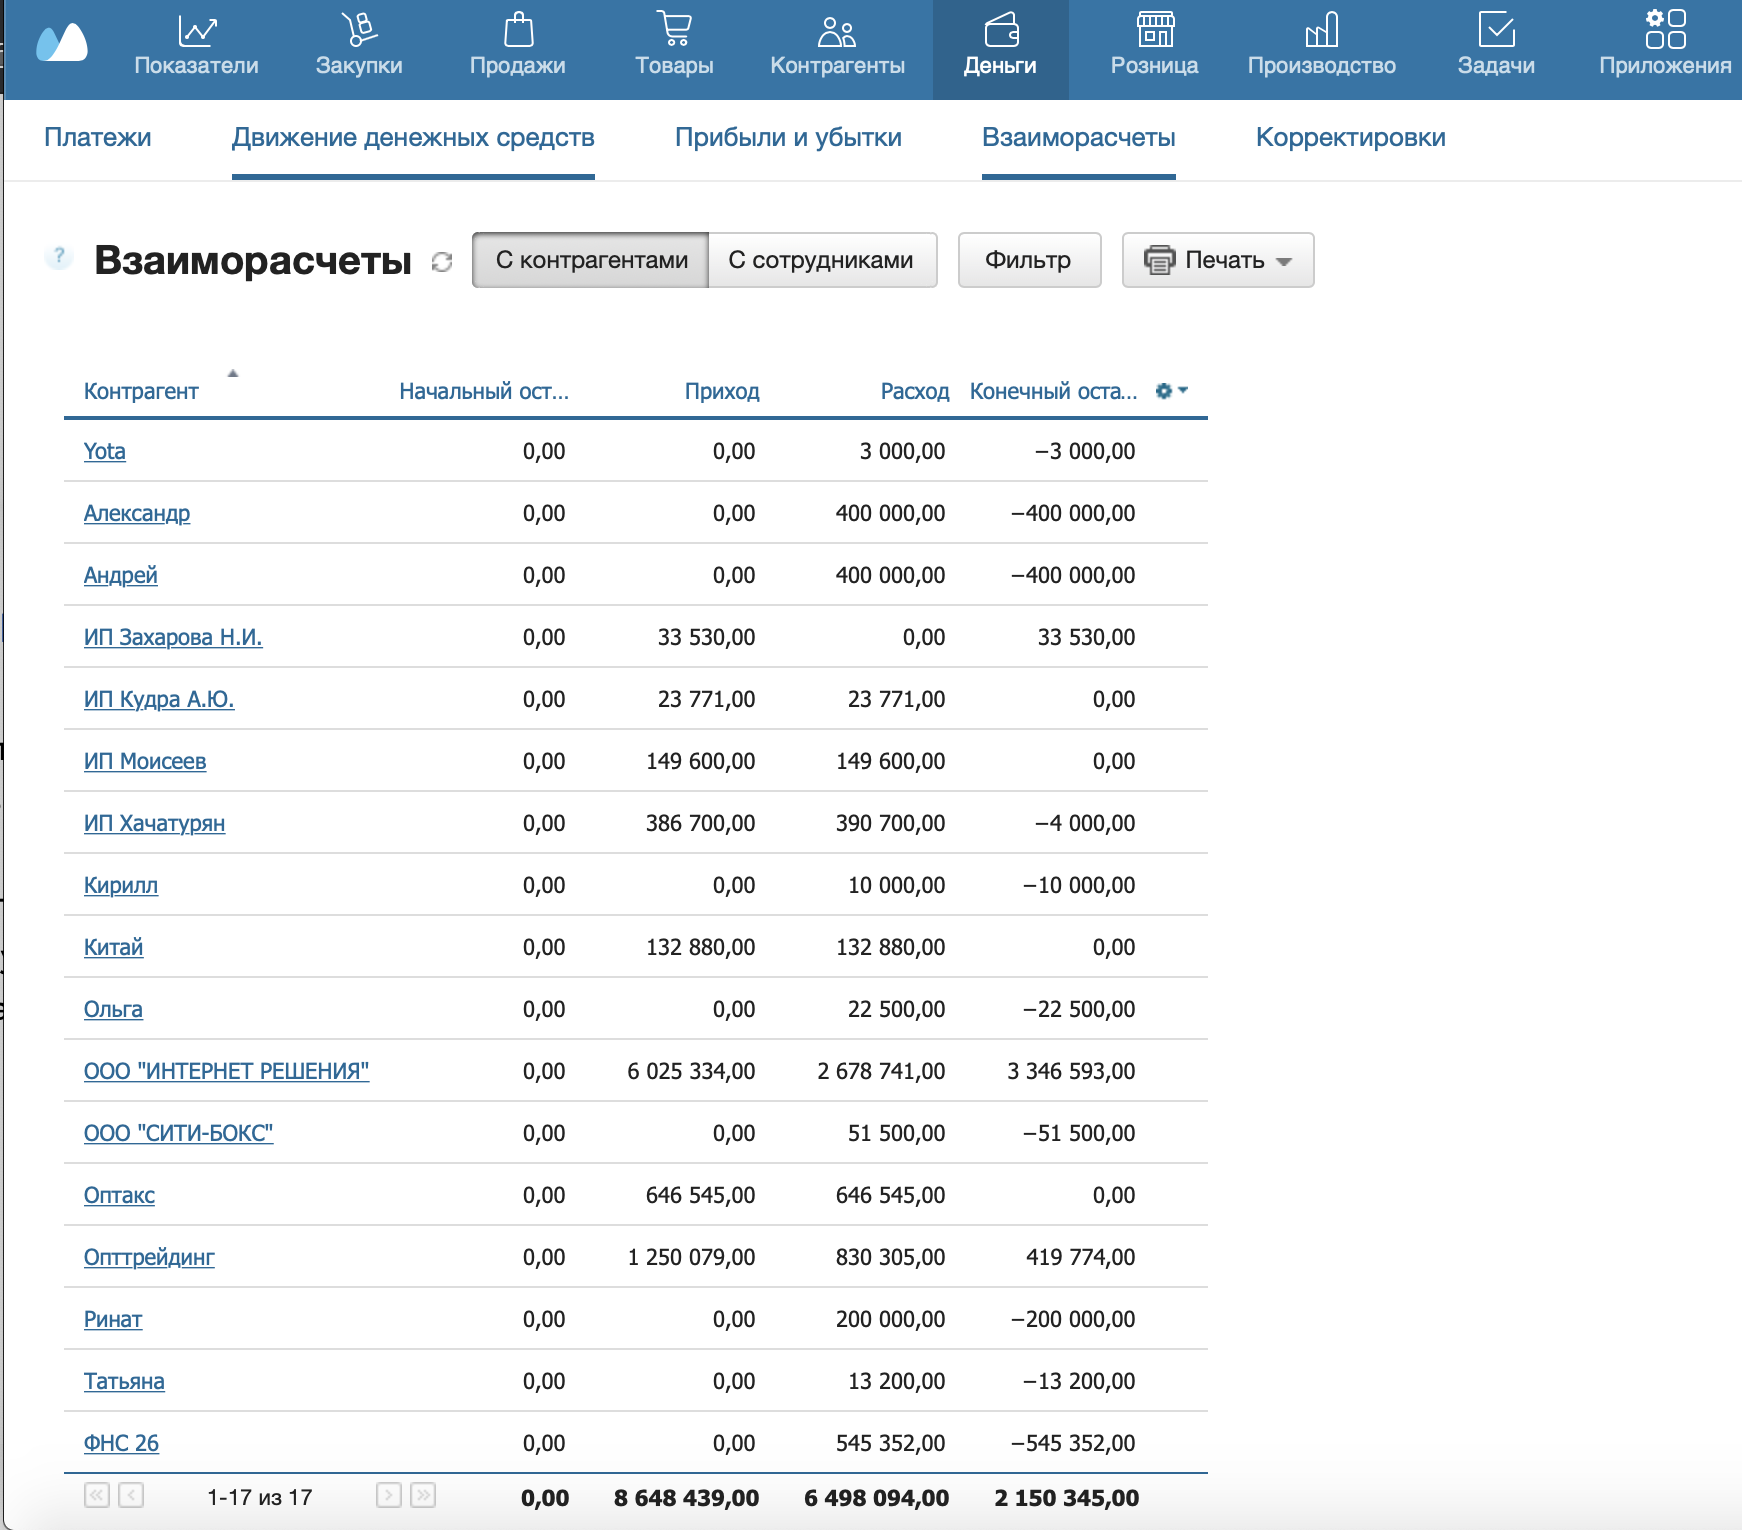 Показатели Закупки Продажи Товары Контрагенты Деньги Розница Производство Задачи Приложения
Платежи Движение денежных средств Прибыли и убытки Взаиморасчеты Корректировки
? Взаиморасчеты С контрагентами С сотрудниками Фильтр Печать
Контрагент Начальный ост... Приход Расход Конечный оста...
Yota 0,00 0,00 3 000,00 −3 000,00
Александр 0,00 0,00 400 000,00 −400 000,00
Андрей 0,00 0,00 400 000,00 −400 000,00
ИП Захарова Н.И. 0,00 33 530,00 0,00 33 530,00
ИП Кудра А.Ю. 0,00 23 771,00 23 771,00 0,00
ИП Моисеев 0,00 149 600,00 149 600,00 0,00
ИП Хачатурян 0,00 386 700,00 390 700,00 −4 000,00
Кирилл 0,00 0,00 10 000,00 −10 000,00
Китай 0,00 132 880,00 132 880,00 0,00
Ольга 0,00 0,00 22 500,00 −22 500,00
ООО "ИНТЕРНЕТ РЕШЕНИЯ" 0,00 6 025 334,00 2 678 741,00 3 346 593,00
ООО "СИТИ-БОКС" 0,00 0,00 51 500,00 −51 500,00
Оптакс 0,00 646 545,00 646 545,00 0,00
Опттрейдинг 0,00 1 250 079,00 830 305,00 419 774,00
Ринат 0,00 0,00 200 000,00 −200 000,00
Татьяна 0,00 0,00 13 200,00 −13 200,00
ФНС 26 0,00 0,00 545 352,00 −545 352,00
1-17 из 17 0,00 8 648 439,00 6 498 094,00 2 150 345,00